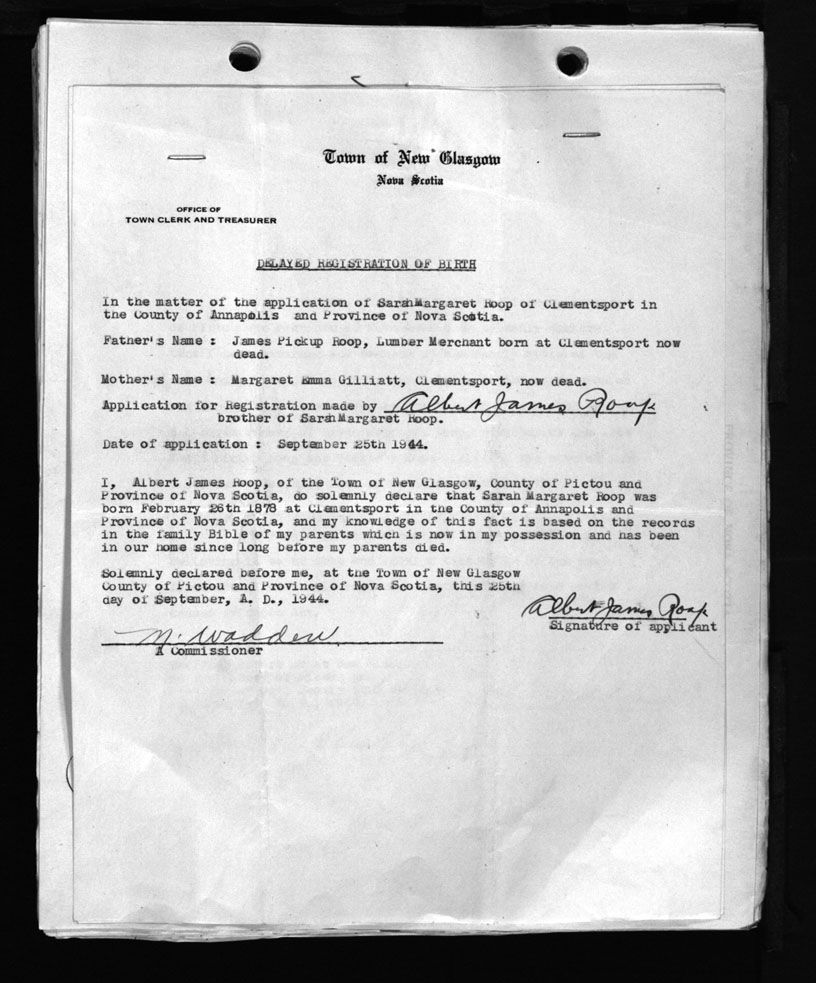 Town of New Glasgow
Nova Scotia
OFFICE OF
TOWN CLERK AND TREASURER
DELAYED REGISTRATION OF BIRTH
In the matter of the application of SarahMargaret Roop of Clementsport in
the County of Annapolis and Province of Nova Scotia.
Father's Name : James Pickup Roop, Lumber Merchant born at Clementsport now
dead.
Mother's Name : Margaret Emma Gilliatt, Clementsport, now dead.
Application for Registration made by Albert James Roop
brother of SarahMargaret Roop.
Date of application : September 25th 1944.
I, Albert James Roop, of the Town of New Glasgow, County of Pictou and
Province of Nova Scotia, do solemnly declare that Sarah Margaret Roop was
born February 26th 1878 at Clementsport in the County of Annapolis and
Province of Nova Scotia, and my knowledge of this fact is based on the records
in the family Bible of my parents which is now in my possession and has been
in our home since long before my parents died.
Solemnly declared before me, at the Town of New Glasgow
County of Pictou and Province of Nova Scotia, this 25th
day of September, A. D., 1944.
Albert James Roop
Signature of applicant
M. Wadden
A Commissioner